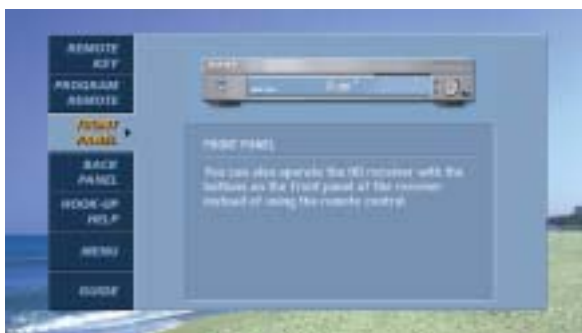 REMOTE
KEY
PROGRAM
REMOTE
FRONT
PANEL
BACK
PANEL
HOOK-UP
HELP
MENU
GUIDE
FRONT PANEL
You can also operate the HD receiver with the
buttons on the front panel of the receiver
instead of using the remote control.